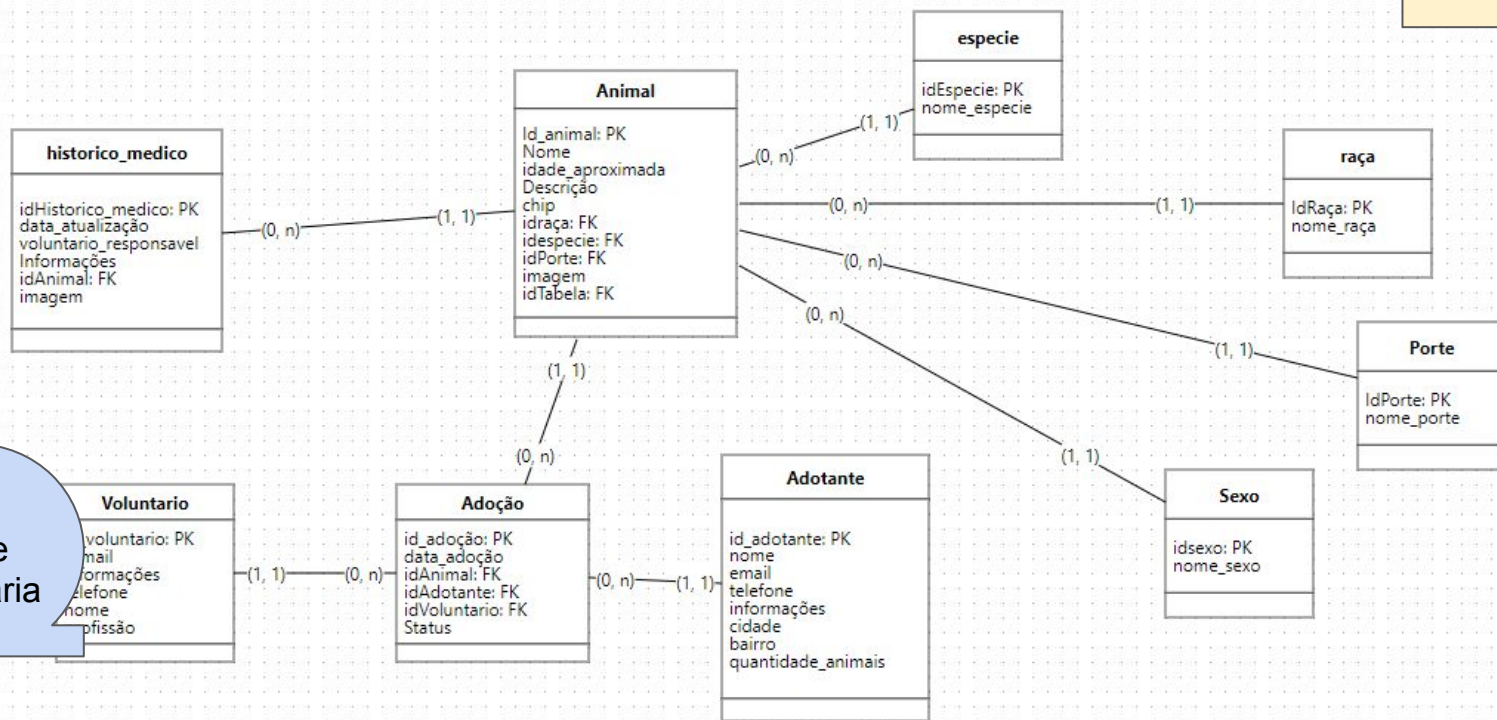 especie
idEspecie: PK
nome_especie
Animal
Id_animal: PK
Nome
idade_aproximada
Descrição
chip
idraça: FK
idespecie: FK
idPorte: FK
imagem
idTabela: FK
historico_medico
idHistorico_medico: PK
data_atualização
voluntario_responsavel
Informações
idAnimal: FK
imagem
raça
IdRaça: PK
nome_raça
(1, 1)
(0, n)
(0, n)
(1, 1)
(0, n)
(1, 1)
(0, n)
(1, 1)
(0, n)
(1, 1)
Porte
IdPorte: PK
nome_porte
(1, 1)
(0, n)
Sexo
idsexo: PK
nome_sexo
Voluntario
voluntario: PK
mail
formações
elefone
nome
ofissão
e
ria
(1, 1)
(0, n)
Adoção
id_adoção: PK
data_adoção
idAnimal: FK
idAdotante: FK
idVoluntario: FK
Status
(0, n)
(1, 1)
Adotante
id_adotante: PK
nome
email
telefone
informações
cidade
bairro
quantidade_animais